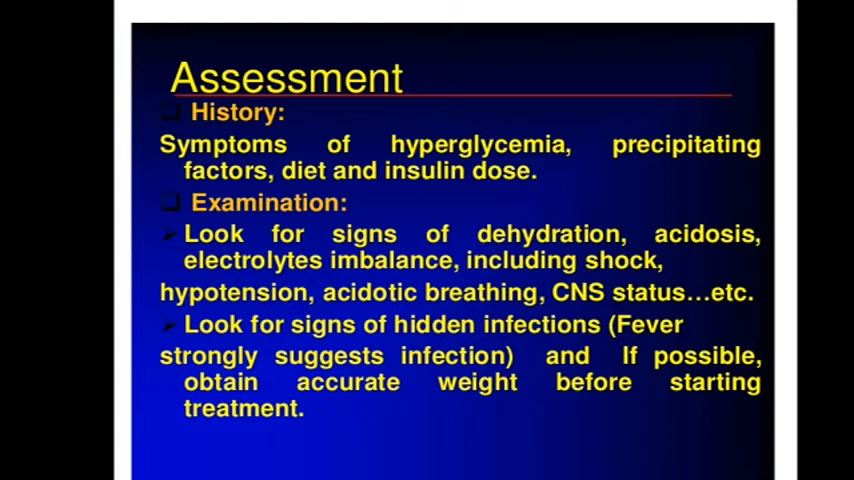 Assessment
History:
Symptoms of hyperglycemia, precipitating
factors, diet and insulin dose.
Examination:
Look for signs of dehydration, acidosis,
electrolytes imbalance, including shock,
hypotension, acidotic breathing, CNS status...etc.
Look for signs of hidden infections (Fever
strongly suggests infection) and If possible,
obtain accurate weight before starting
treatment.